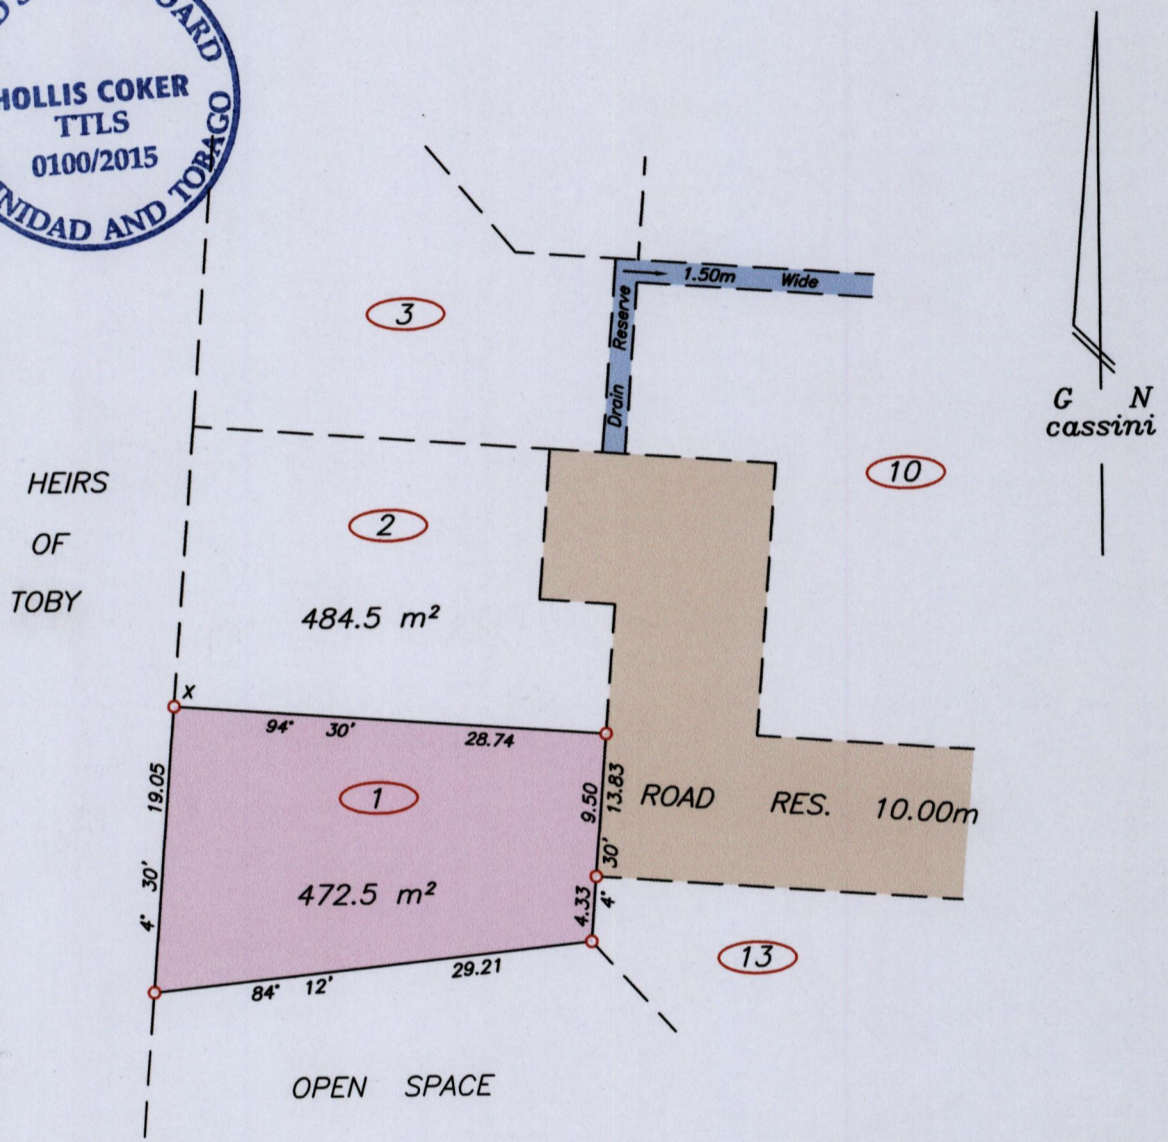 HOLLIS COKER
TTLS
0100/2015
TRINIDAD AND TOBAGO
3
1.50m Wide
Drain Reserve
G N
cassini
10
HEIRS
OF
TOBY
2
484.5 m²
x
94° 30' 28.74
19.05
4° 30'
1
9.50
13.83
4° 30'
ROAD RES. 10.00m
472.5 m²
4.33
13
84° 12' 29.21
OPEN SPACE